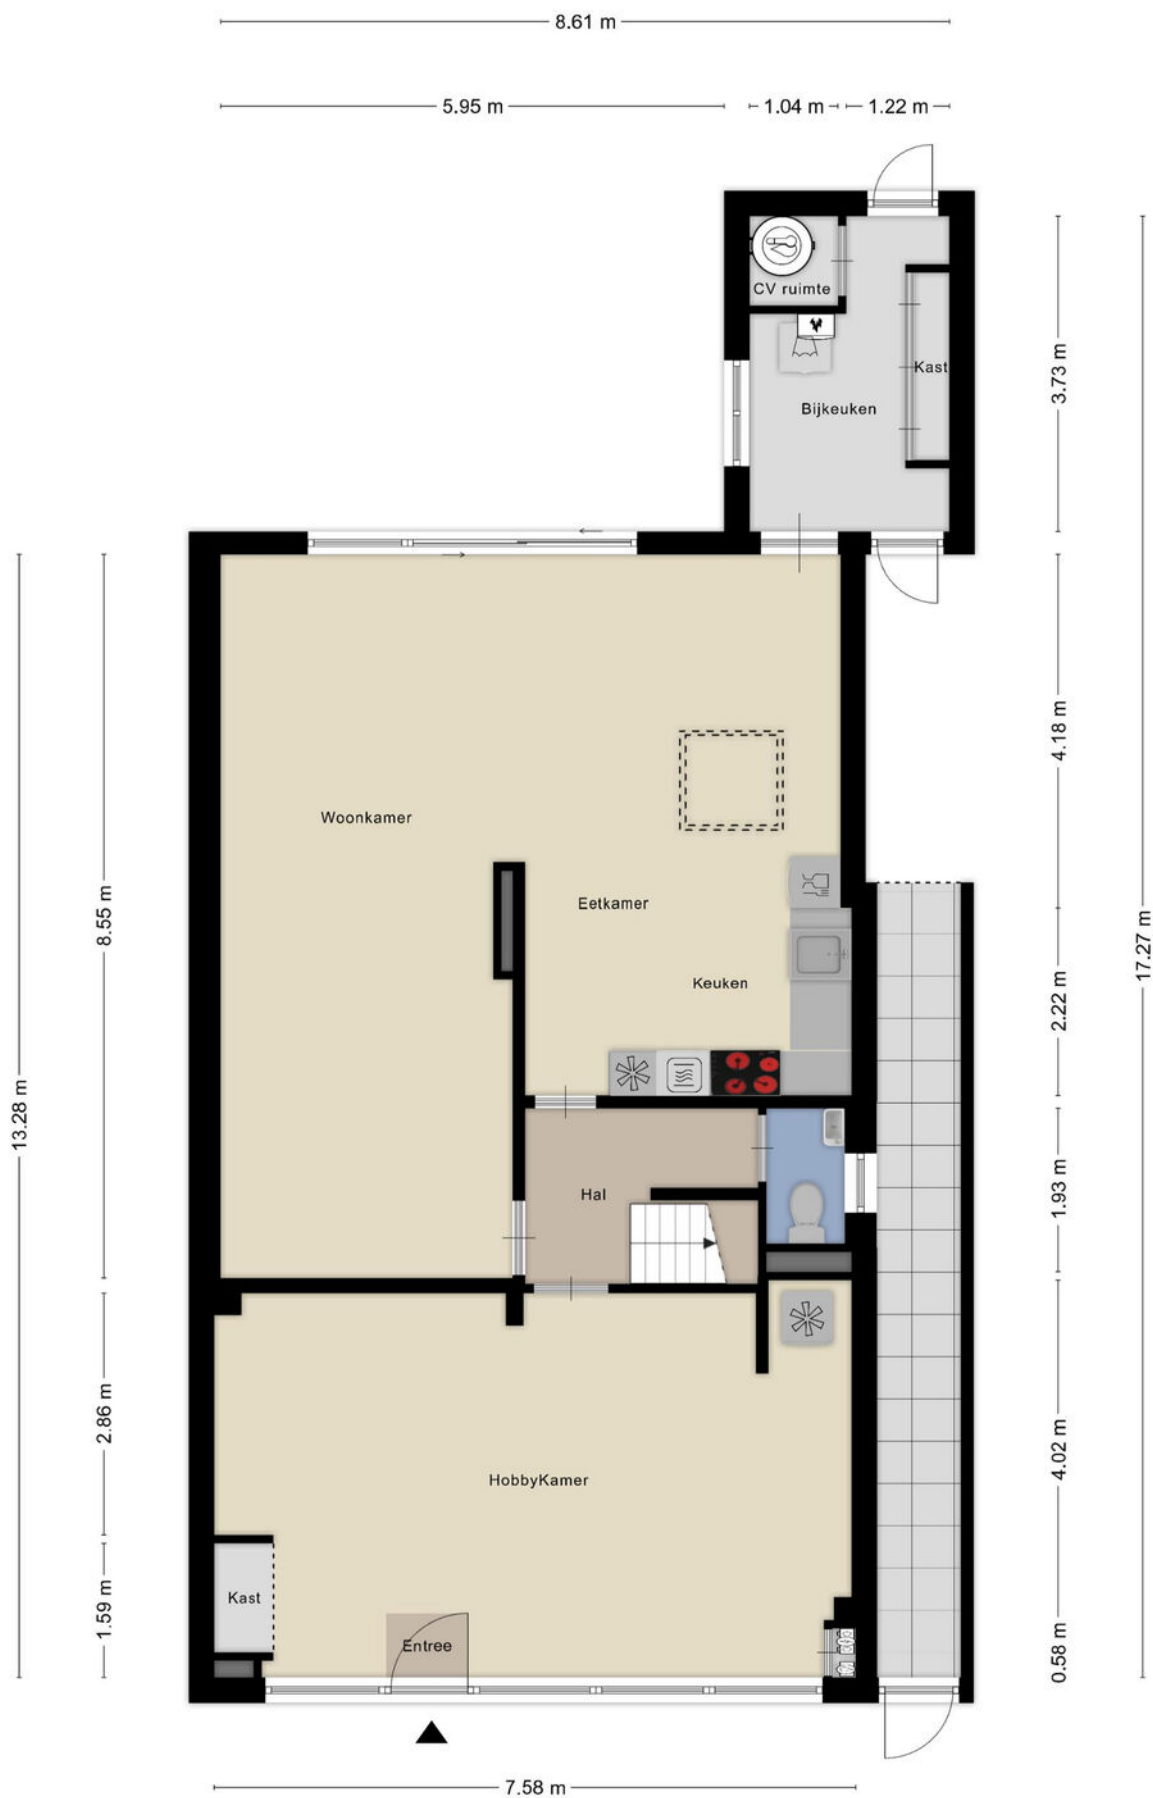 8.61 m
5.95 m
1.04 m
1.22 m
CV ruimte
Kast
3.73 m
Bijkeuken
4.18 m
Woonkamer
Eetkamer
8.55 m
17.27 m
Keuken
2.22 m
13.28 m
Hal
1.93 m
2.86 m
4.02 m
HobbyKamer
Kast
1.59 m
Entree
0.58 m
7.58 m